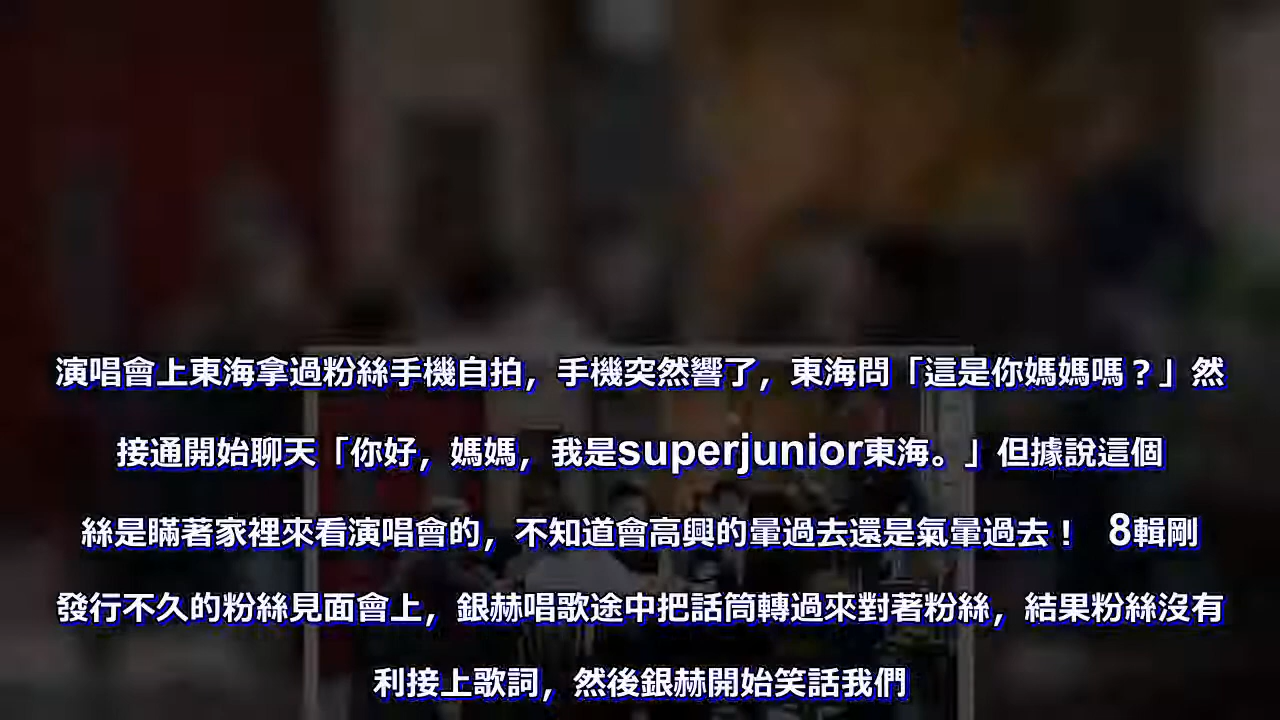 演唱會上東海拿過粉絲手機自拍，手機突然響了，東海問「這是你媽媽嗎？」然
接通開始聊天「你好，媽媽，我是superjunior東海。」但據說這個
絲是瞞著家裡來看演唱會的，不知道會高興的暈過去還是氣暈過去！ 8輯剛
發行不久的粉絲見面會上，銀赫唱歌途中把話筒轉過來對著粉絲，結果粉絲沒有
利接上歌詞，然後銀赫開始笑話我們